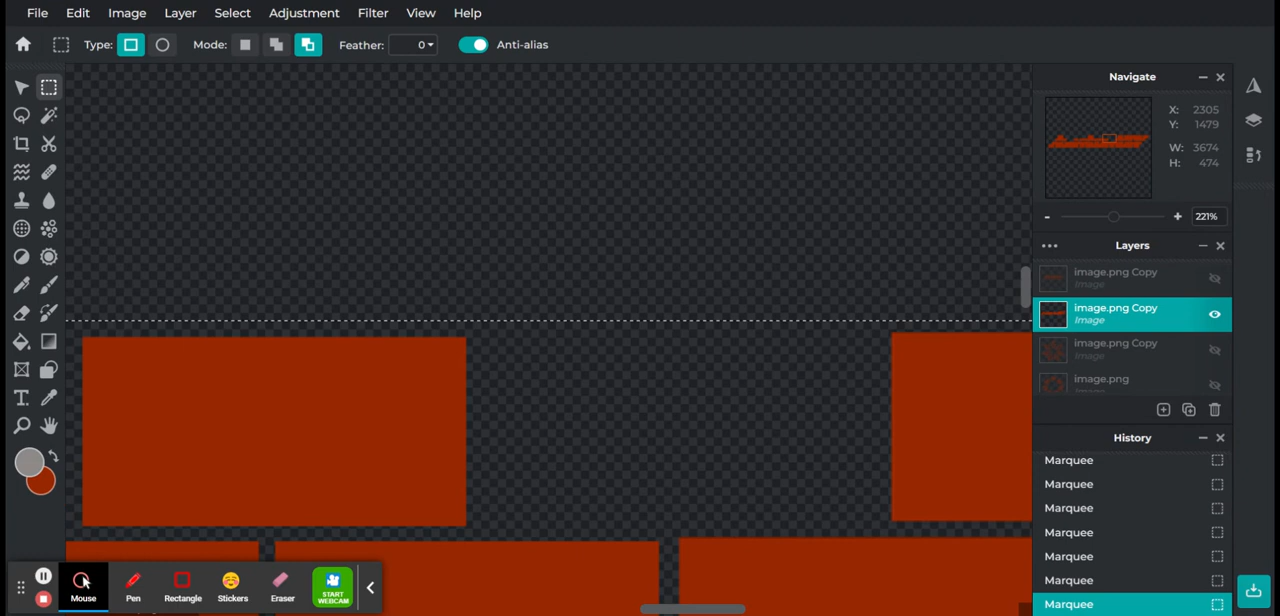 File Edit Image Layer Select Adjustment Filter View Help
Type: Mode: Feather: 0 Anti-alias
Navigate
X: 2305
Y: 1479
W: 3674
H: 474
- + 221%
Layers
image.png Copy
Image
image.png Copy
Image
image.png Copy
Image
image.png
History
Marquee
Marquee
Marquee
Marquee
Marquee
Marquee
Marquee
Mouse Pen Rectangle Stickers Eraser START WEBCAM